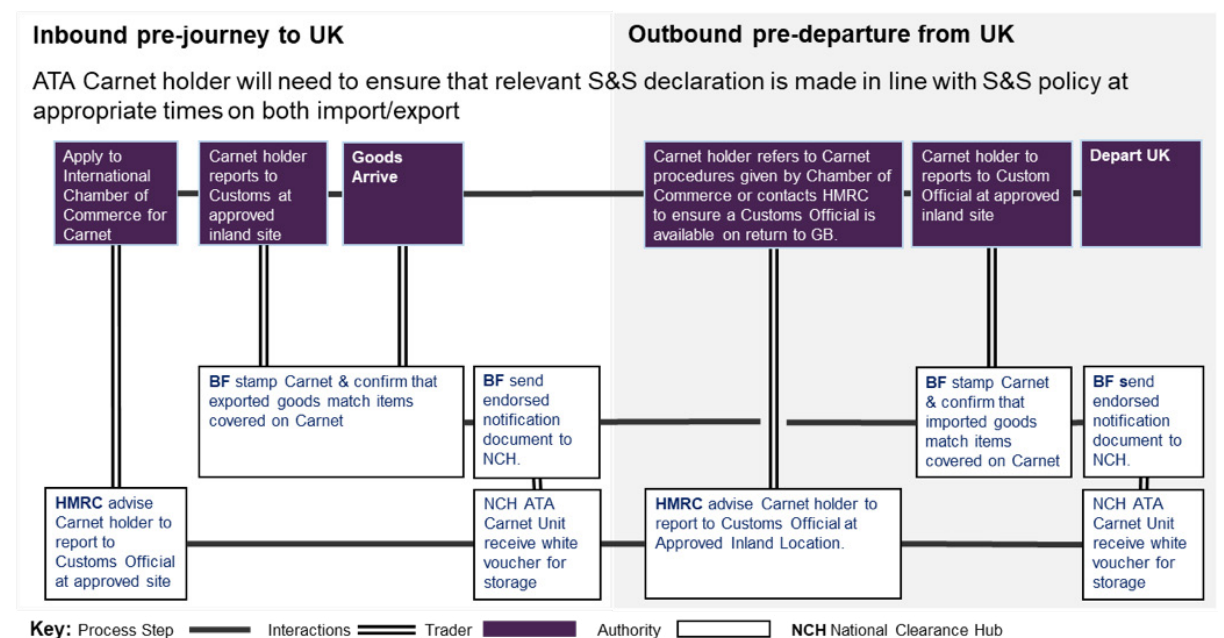 Inbound pre-journey to UK
Outbound pre-departure from UK
ATA Carnet holder will need to ensure that relevant S&S declaration is made in line with S&S policy at
appropriate times on both import/export
Apply to
International
Chamber of
Commerce for
Carnet
Carnet holder
reports to
Customs at
approved
inland site
Goods
Arrive
Carnet holder refers to Carnet
procedures given by Chamber of
Commerce or contacts HMRC
to ensure a Customs Official is
available on return to GB.
Carnet holder to
reports to Custom
Official at approved
inland site
Depart UK
BF stamp Carnet & confirm that
exported goods match items
covered on Carnet
BF send
endorsed
notification
document to
NCH.
BF stamp Carnet
& confirm that
imported goods
match items
covered on Carnet
BF send
endorsed
notification
document to
NCH.
HMRC advise
Carnet holder to
report to
Customs Official
at approved site
NCH ATA
Carnet Unit
receive white
voucher for
storage
HMRC advise Carnet holder to
report to Customs Official at
Approved Inland Location.
NCH ATA
Carnet Unit
receive white
voucher for
storage
Key: Process Step Interactions Trader Authority NCH National Clearance Hub